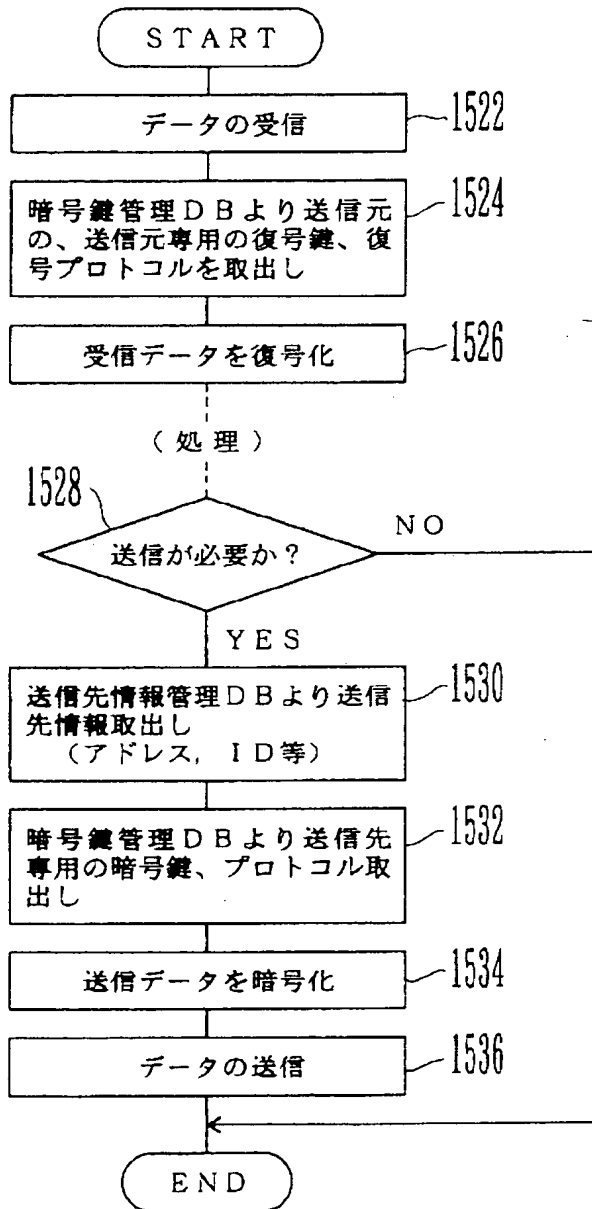 START
データの受信
1522
暗号鍵管理DBより送信元
の、送信元専用の復号鍵、復
号プロトコルを取出し
1524
受信データを復号化
1526
(処理)
1528
送信が必要か?
NO
YES
送信先情報管理DBより送信
先情報取出し
(アドレス, ID等)
1530
暗号鍵管理DBより送信先
専用の暗号鍵、プロトコル取
出し
1532
送信データを暗号化
1534
データの送信
1536
END